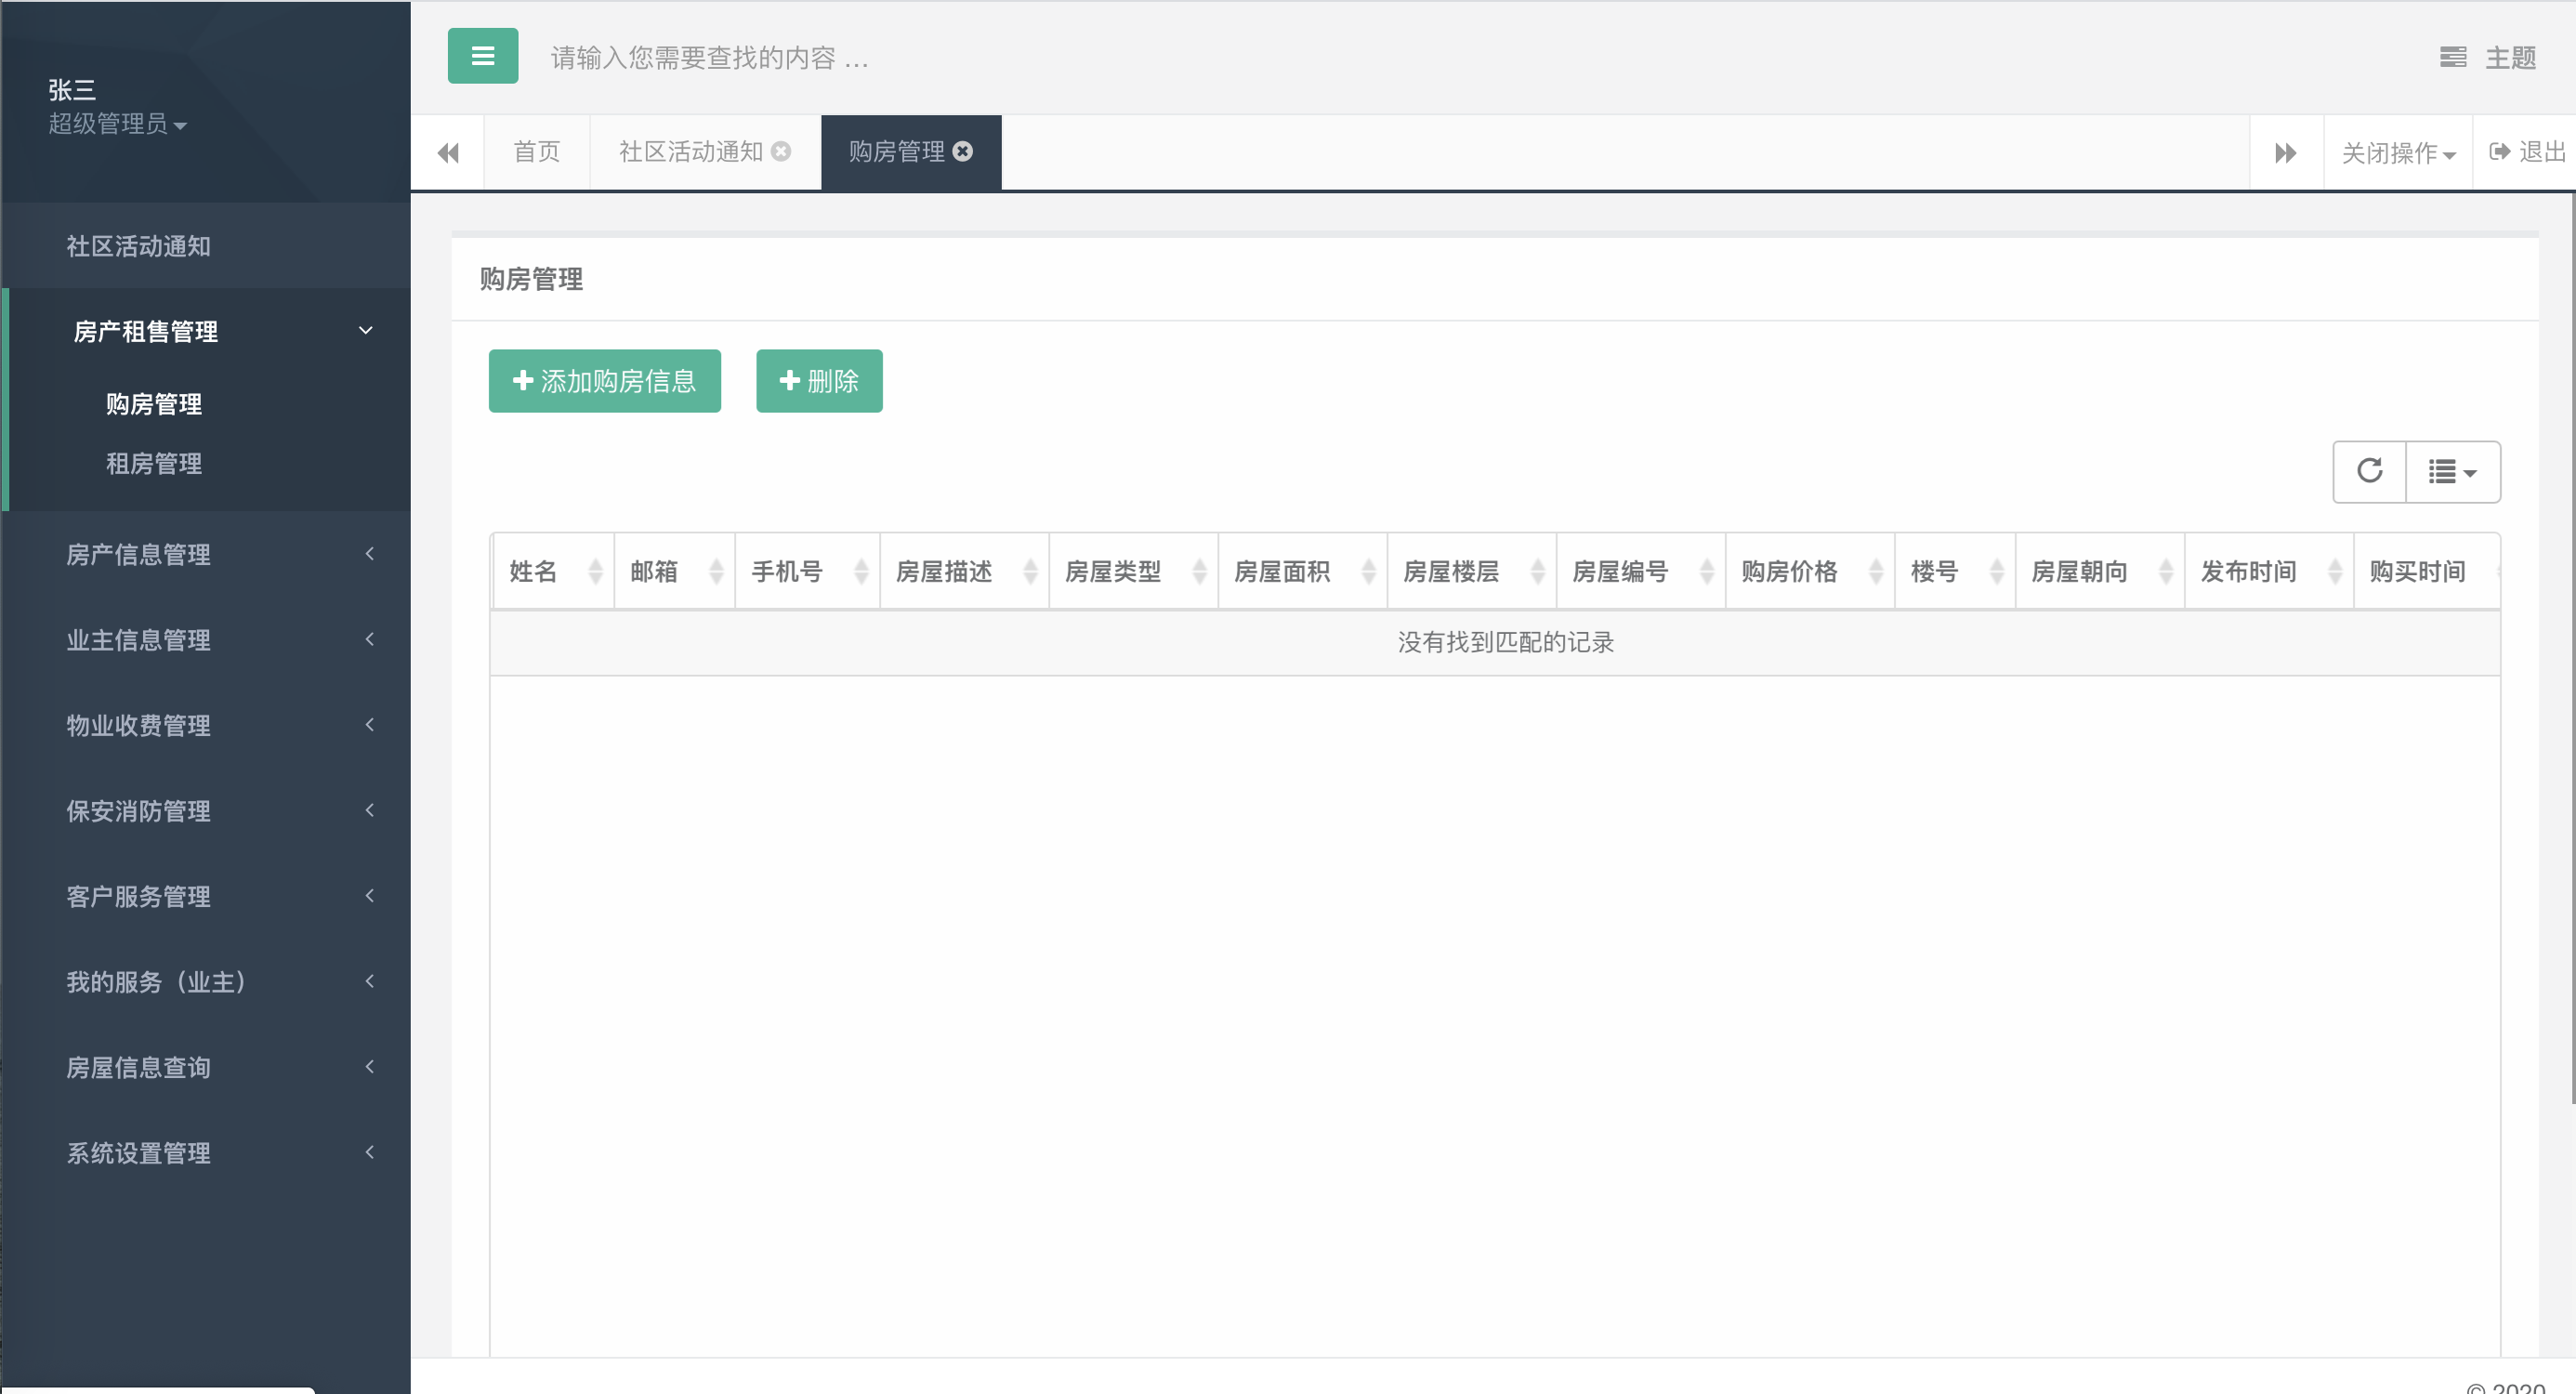 张三
超级管理员
社区活动通知
房产租售管理
购房管理
租房管理
房产信息管理
业主信息管理
物业收费管理
保安消防管理
客户服务管理
我的服务（业主）
房屋信息查询
系统设置管理
请输入您需要查找的内容 …
主题
首页 社区活动通知 购房管理 关闭操作 退出
购房管理
添加购房信息 删除
姓名 邮箱 手机号 房屋描述 房屋类型 房屋面积 房屋楼层 房屋编号 购房价格 楼号 房屋朝向 发布时间 购买时间
没有找到匹配的记录
© 2020